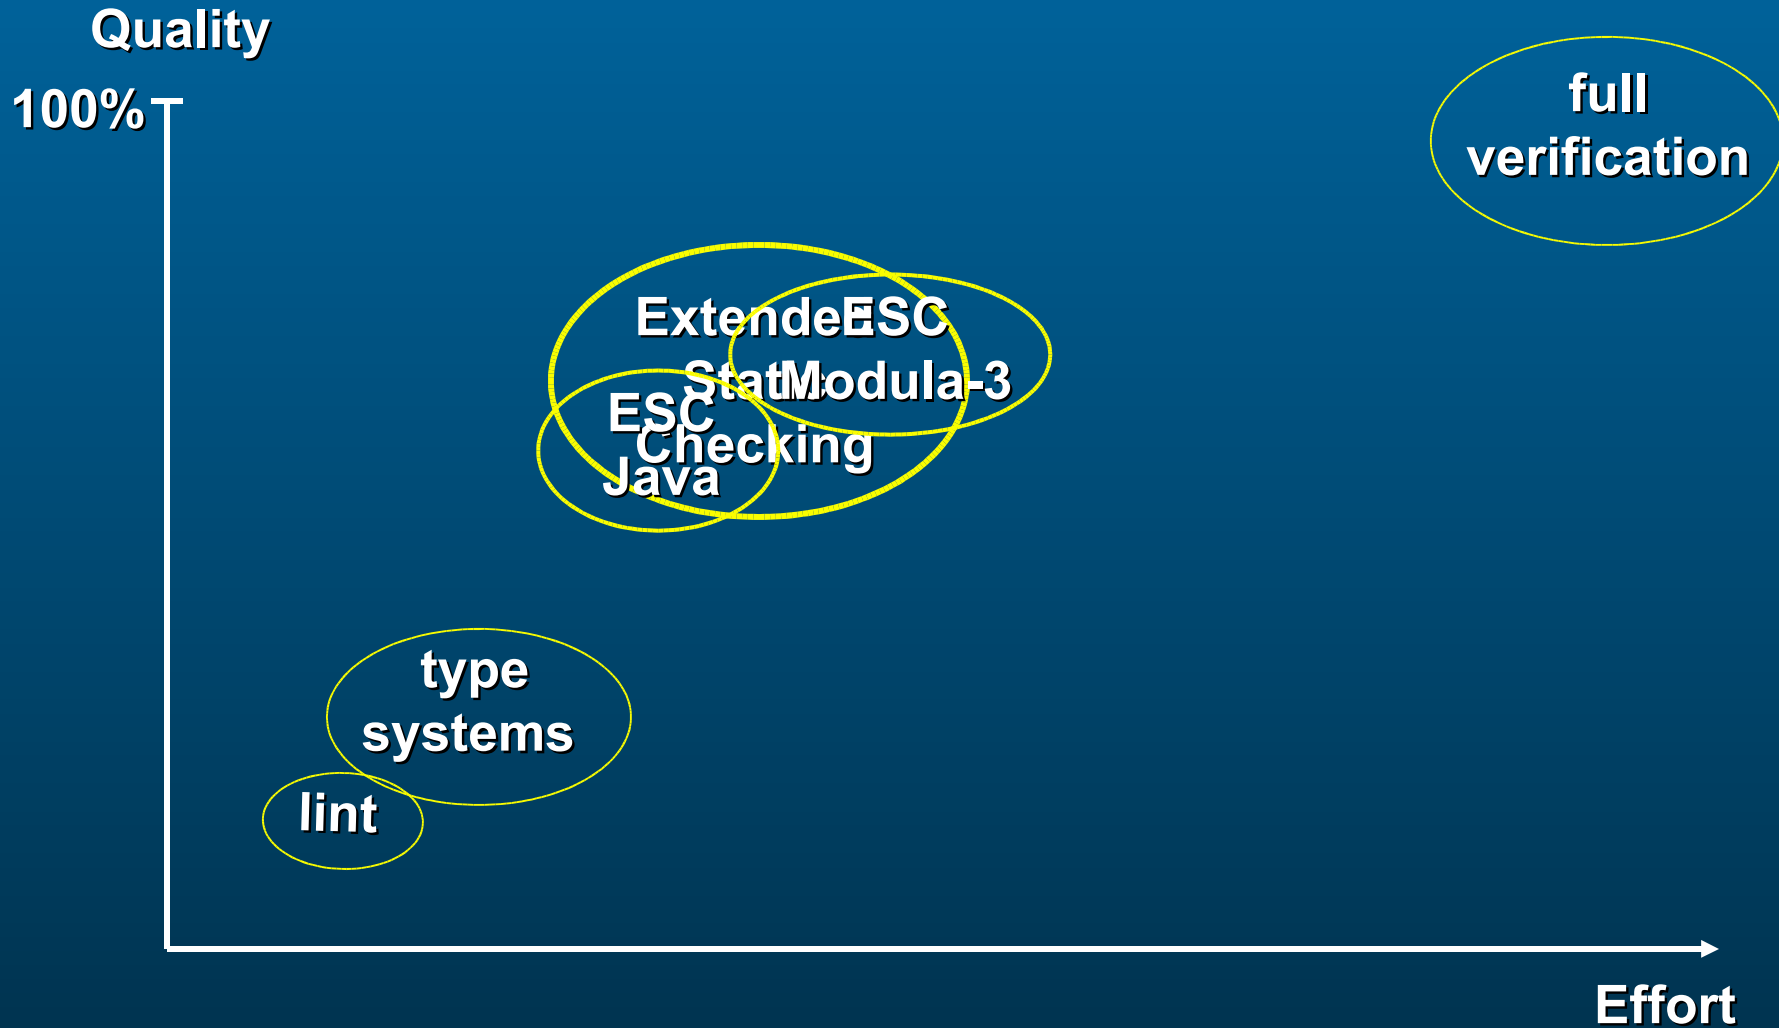 Quality
100%
full
verification
Extended
Static
Checking
ESC
Modula-3
ESC
Java
type
systems
lint
Effort